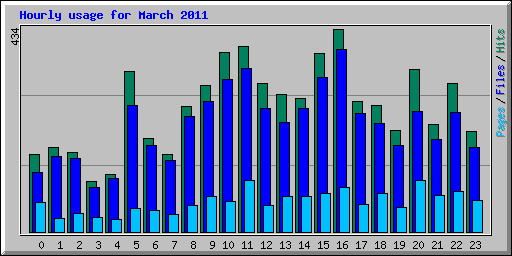 Hourly usage for March 2011
434
Pages/Files/Hits
0 1 2 3 4 5 6 7 8 9 10 11 12 13 14 15 16 17 18 19 20 21 22 23